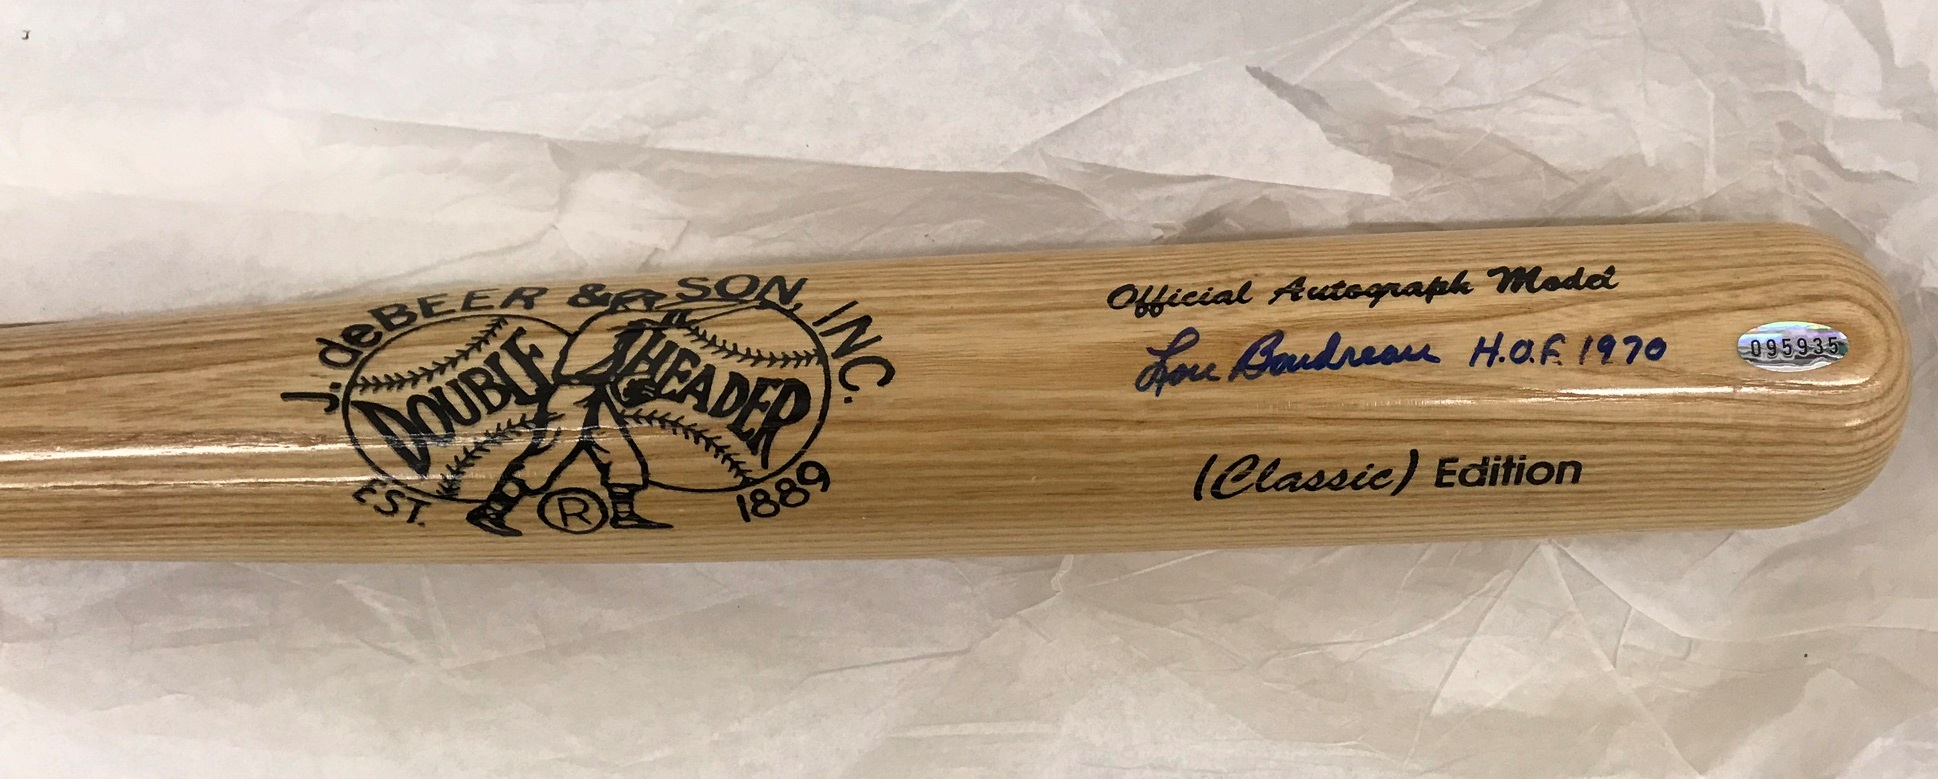 J. deBEER & SON, INC.
DOUBLE HEADER
EST. 1889
R
Official Autograph Model
Lou Boudreau H.O.F. 1970
095935
(Classic) Edition